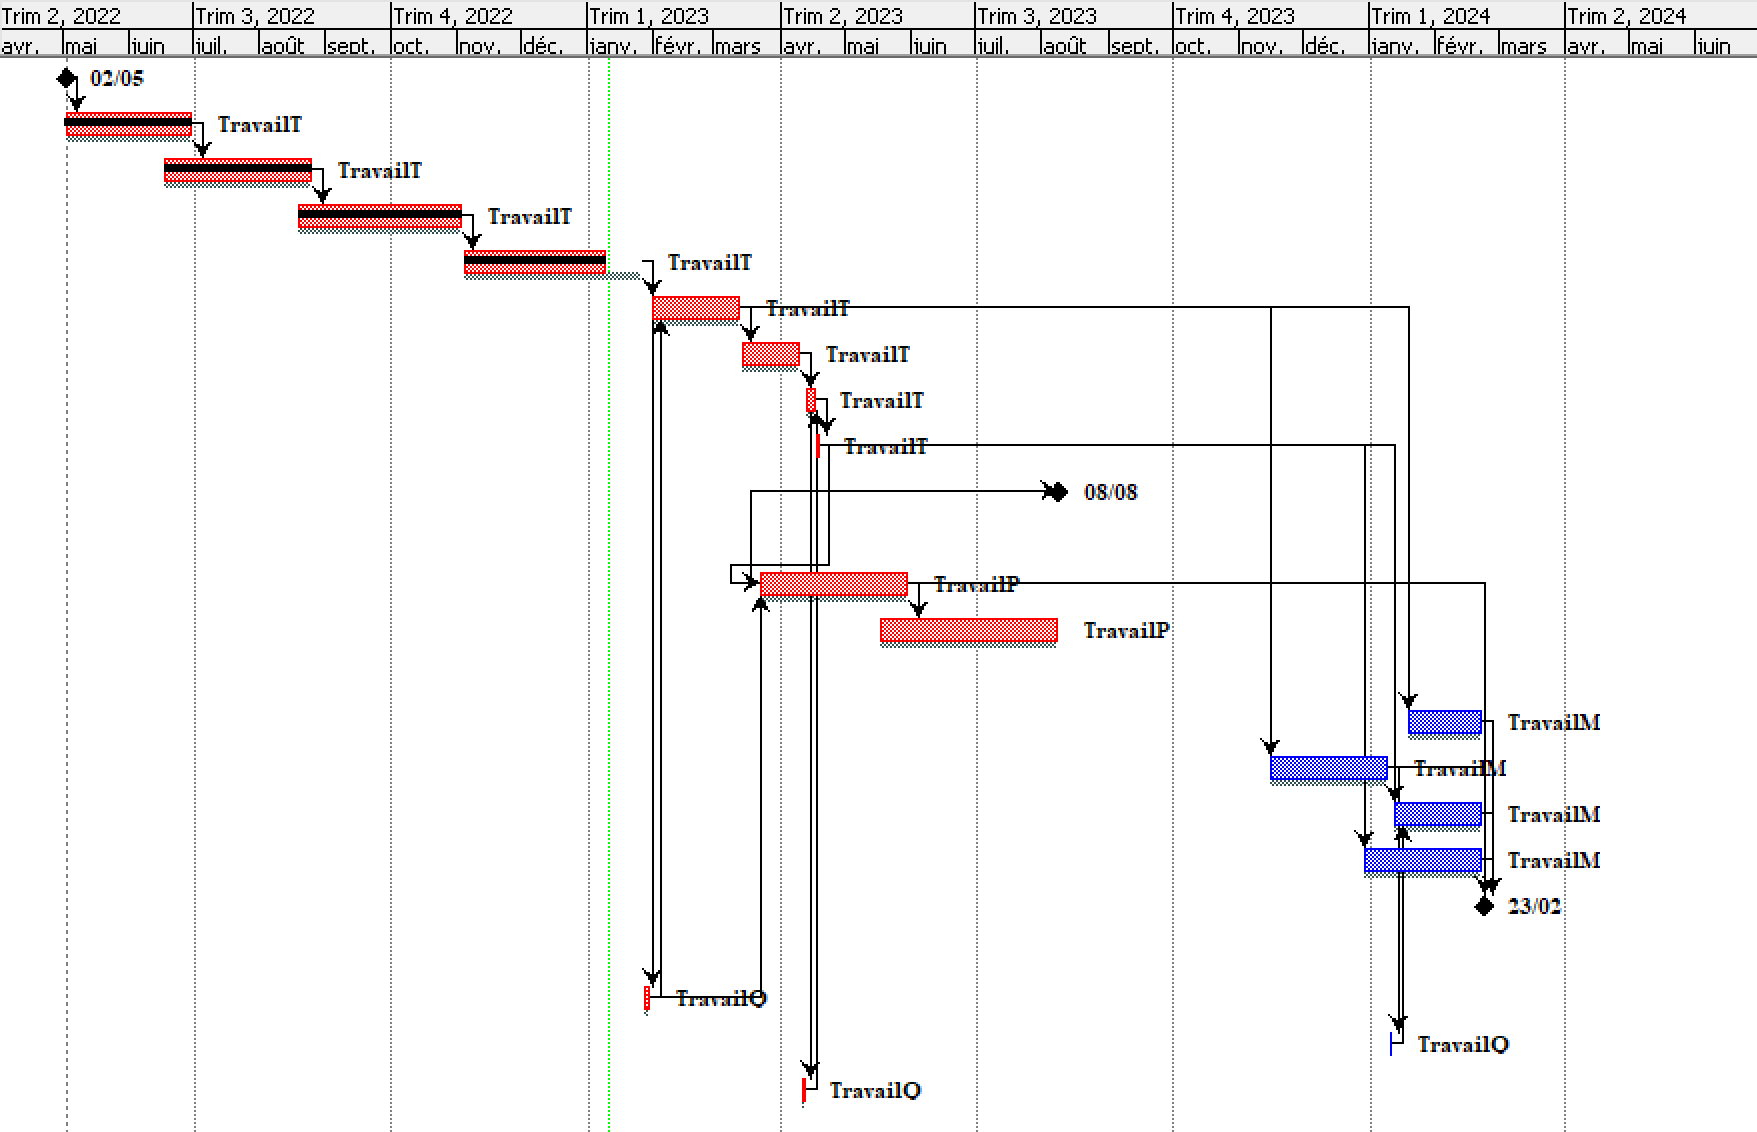 Trim 2, 2022 Trim 3, 2022 Trim 4, 2022 Trim 1, 2023 Trim 2, 2023 Trim 3, 2023 Trim 4, 2023 Trim 1, 2024 Trim 2, 2024
avr. mai juin juil. août sept. oct. nov. déc. janv. févr. mars avr. mai juin juil. août sept. oct. nov. déc. janv. févr. mars avr. mai juin
02/05
TravailT
TravailT
TravailT
TravailT
TravailT
TravailT
TravailT
TravailT
08/08
TravailP
TravailP
TravailM
TravailM
TravailM
TravailM
23/02
TravailQ
TravailQ
TravailQ